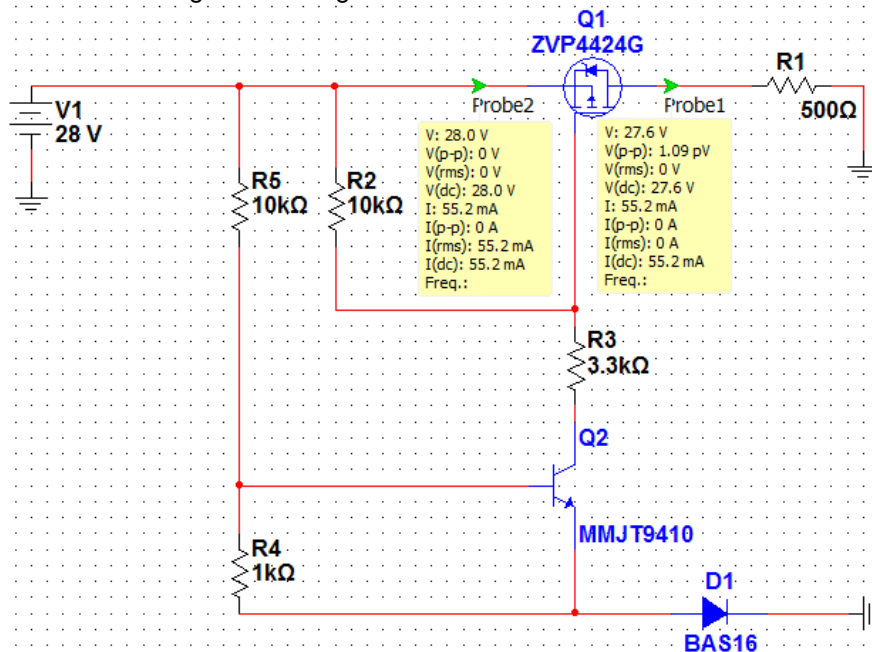 Q1
ZVP4424G
R1
500Ω
Probe2
Probe1
V1
28 V
V: 28.0 V
V(p-p): 0 V
V(rms): 0 V
V(dc): 28.0 V
I: 55.2 mA
I(p-p): 0 A
I(rms): 55.2 mA
I(dc): 55.2 mA
Freq.:
V: 27.6 V
V(p-p): 1.09 pV
V(rms): 0 V
V(dc): 27.6 V
I: 55.2 mA
I(p-p): 0 A
I(rms): 0 A
I(dc): 55.2 mA
Freq.:
R5
10kΩ
R2
10kΩ
R3
3.3kΩ
Q2
MMJT9410
R4
1kΩ
D1
BAS16